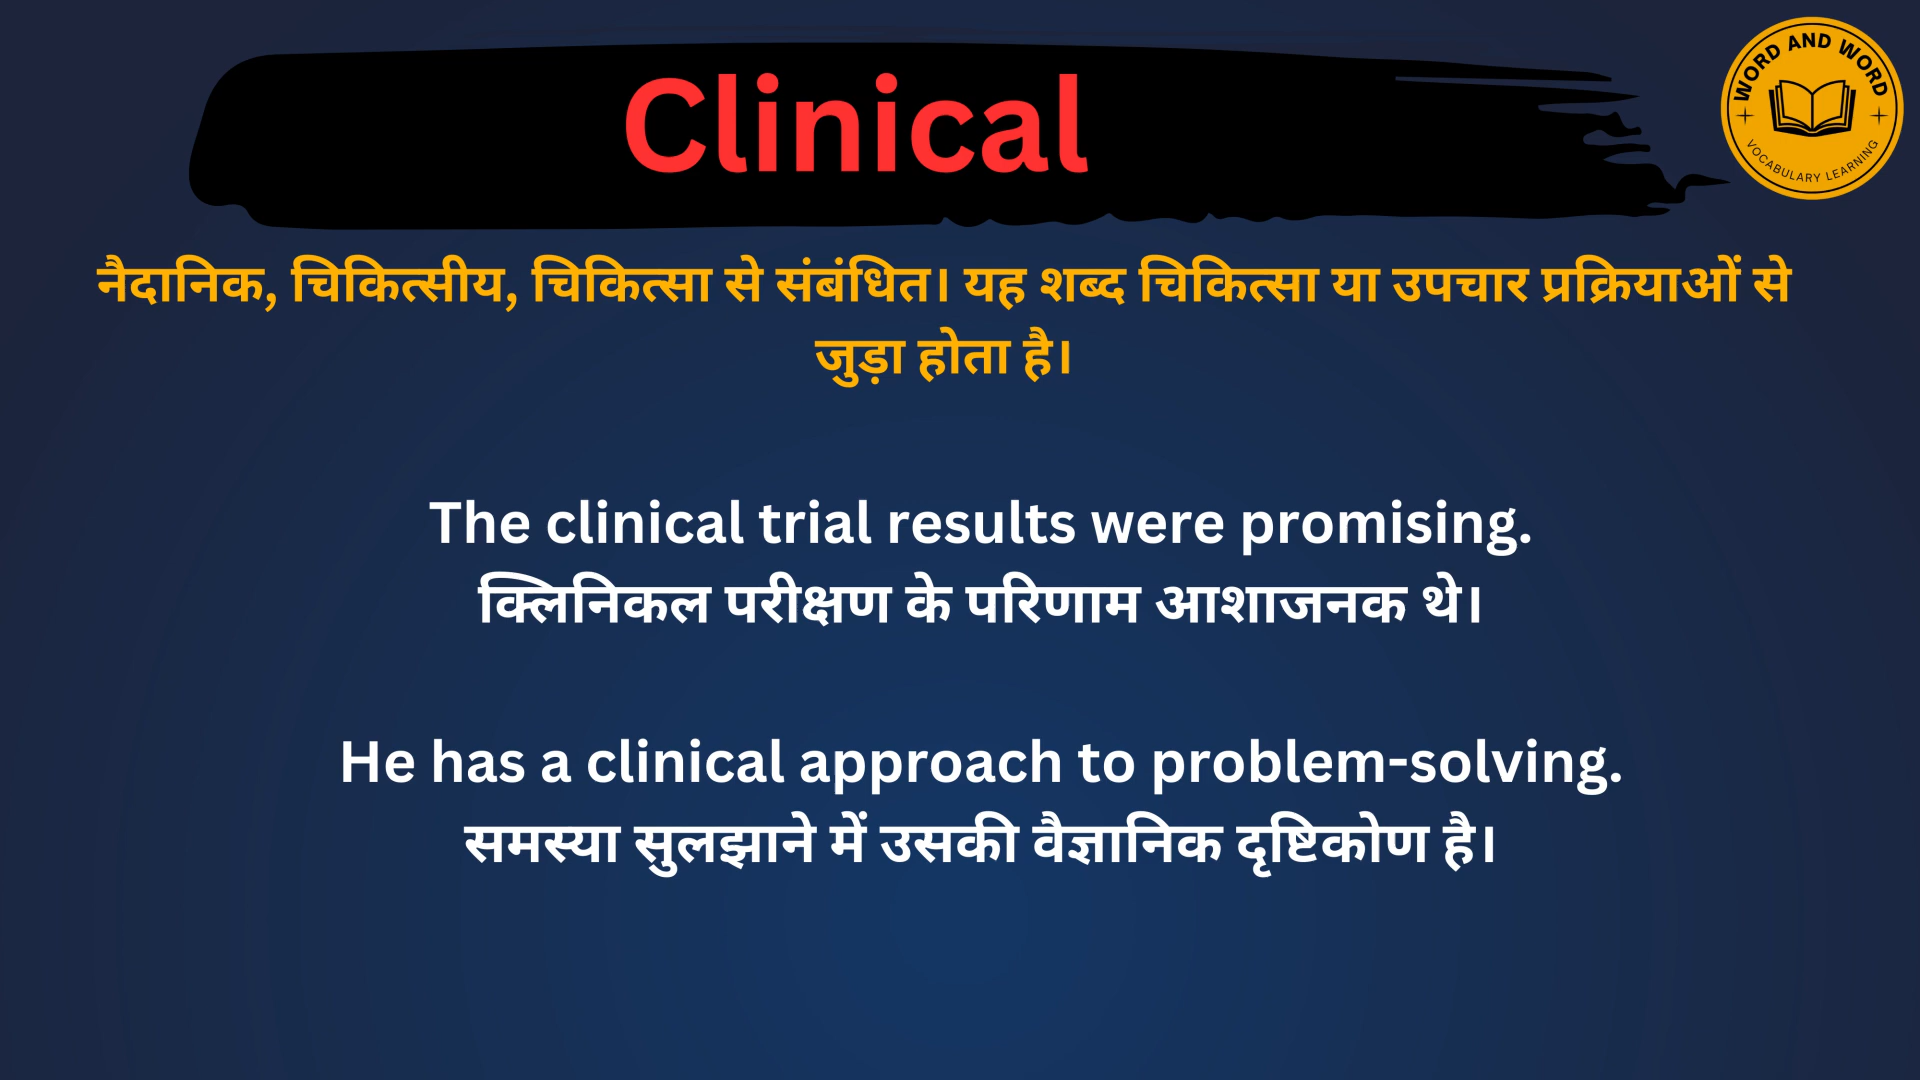 Clinical
WORD AND WORD
VOCABULARY LEARNING
नैदानिक, चिकित्सीय, चिकित्सा से संबंधित। यह शब्द चिकित्सा या उपचार प्रक्रियाओं से
जुड़ा होता है।
The clinical trial results were promising.
क्लिनिकल परीक्षण के परिणाम आशाजनक थे।
He has a clinical approach to problem-solving.
समस्या सुलझाने में उसकी वैज्ञानिक दृष्टिकोण है।